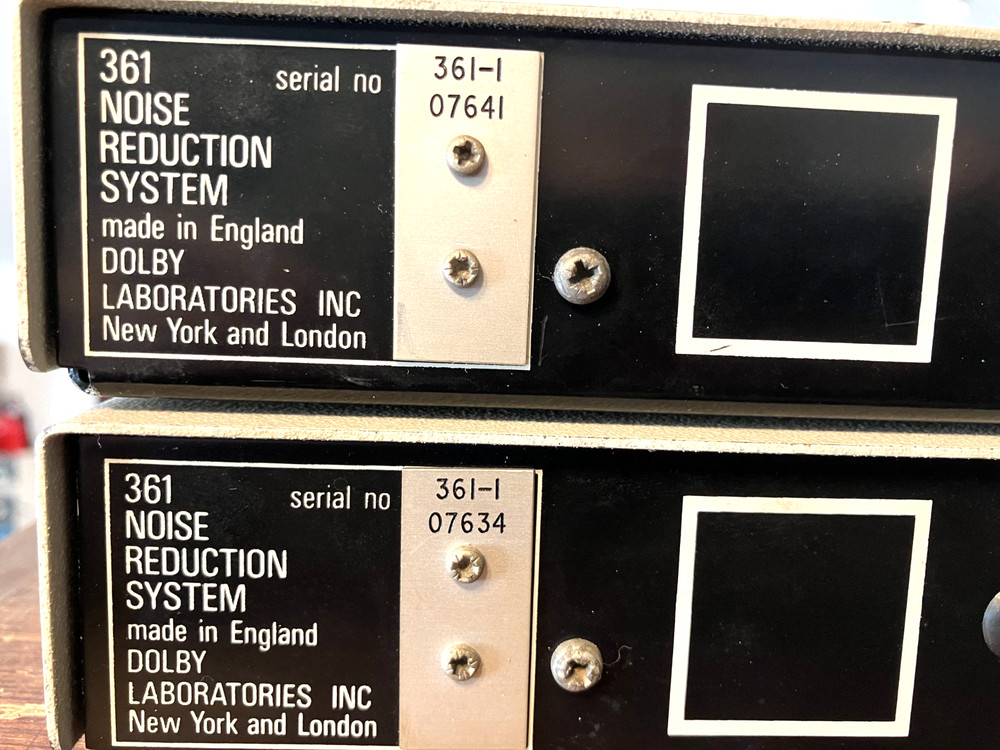 361 serial no 361-1
NOISE 07641
REDUCTION
SYSTEM
made in England
DOLBY
LABORATORIES INC
New York and London
361 serial no 361-1
NOISE 07634
REDUCTION
SYSTEM
made in England
DOLBY
LABORATORIES INC
New York and London